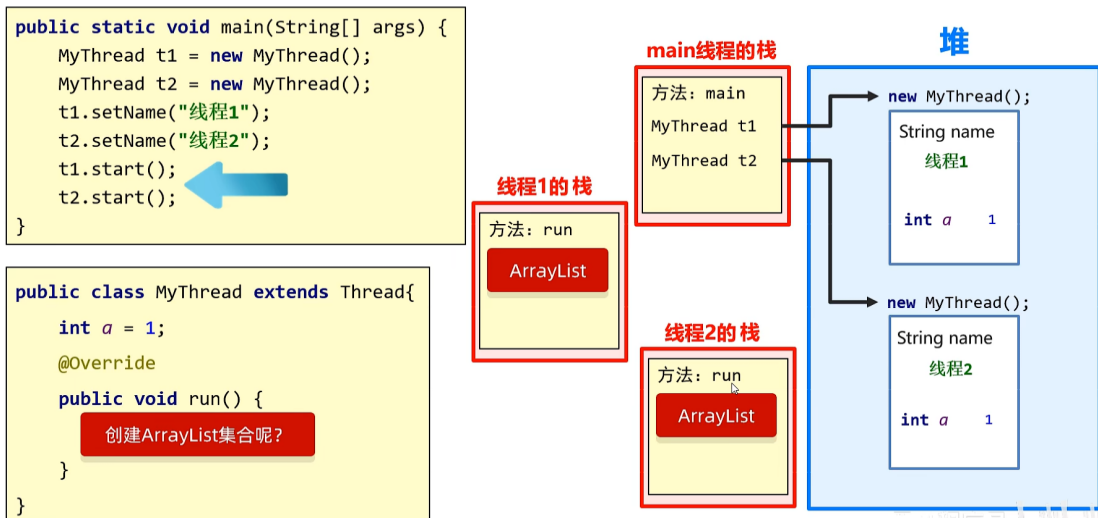 public static void main(String[] args) {
MyThread t1 = new MyThread();
MyThread t2 = new MyThread();
t1.setName("线程1");
t2.setName("线程2");
t1.start();
t2.start();
}
public class MyThread extends Thread{
int a = 1;
@Override
public void run() {
创建ArrayList集合呢?
}
}
线程1的栈
方法: run
ArrayList
main线程的栈
方法: main
MyThread t1
MyThread t2
线程2的栈
方法: run
ArrayList
堆
new MyThread();
String name
线程1
int a 1
new MyThread();
String name
线程2
int a 1